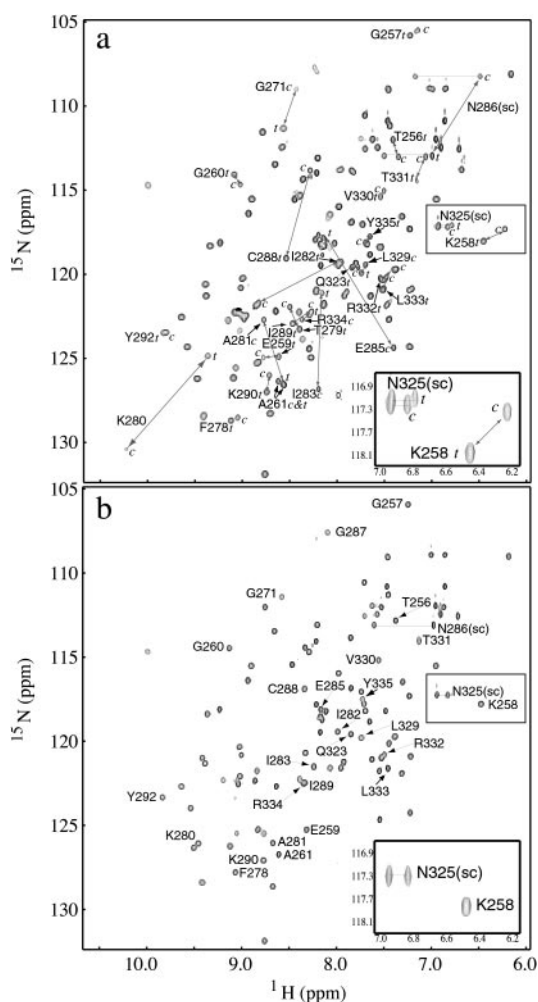 a
105
110
115
120
125
130
15N (ppm)
G257t c
G271c
t
c
N286(sc)
T256t
c
c
t
T331t
G260t
c
c
V330t
c
Y335t
N325(sc) t
c
c
K258t
C288t
I282t
L329t
c
Q323t
t
R332t
L333t
c
R334c
I289t
T279t
A281c
E259t
E285c
Y292t c
t
K290t
I283c
A261c&t
K280
F278t
c
c
116.9
117.3
117.7
118.1
N325(sc)
t
c
c
K258 t
7.0 6.8 6.6 6.4 6.2
b
105
110
115
120
125
130
15N (ppm)
G257
G287
G271
T256
N286(sc)
T331
G260
V330
C288
E285
Y335
N325(sc)
K258
I282
L329
Q323
R332
I283
L333
R334
I289
Y292
K280
A281
E259
K290
A261
F278
116.9
117.3
117.7
118.1
N325(sc)
K258
7.0 6.8 6.6 6.4 6.2
10.0 9.0 8.0 7.0 6.0
1H (ppm)